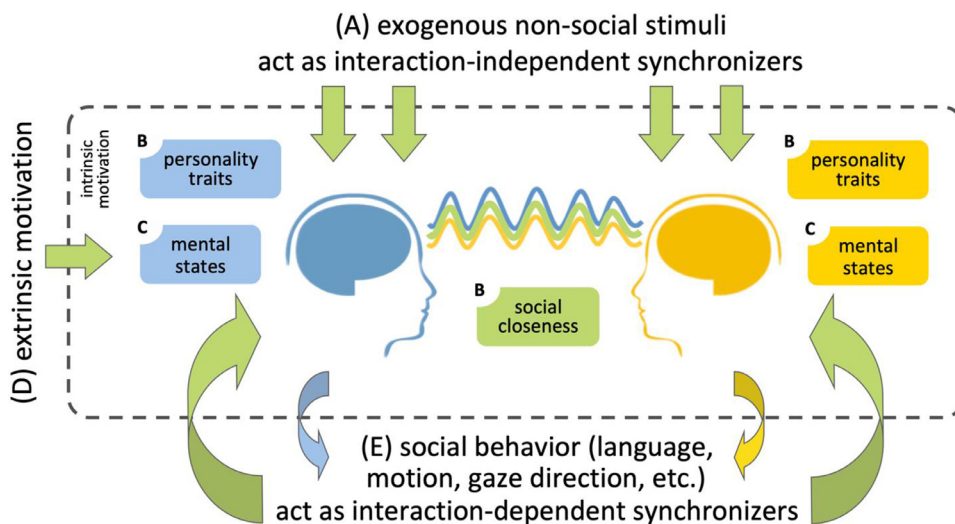 (A) exogenous non-social stimuli
act as interaction-independent synchronizers
(D) extrinsic motivation
intrinsic
motivation
B
personality
traits
C
mental
states
B
social
closeness
B
personality
traits
C
mental
states
(E) social behavior (language,
motion, gaze direction, etc.)
act as interaction-dependent synchronizers